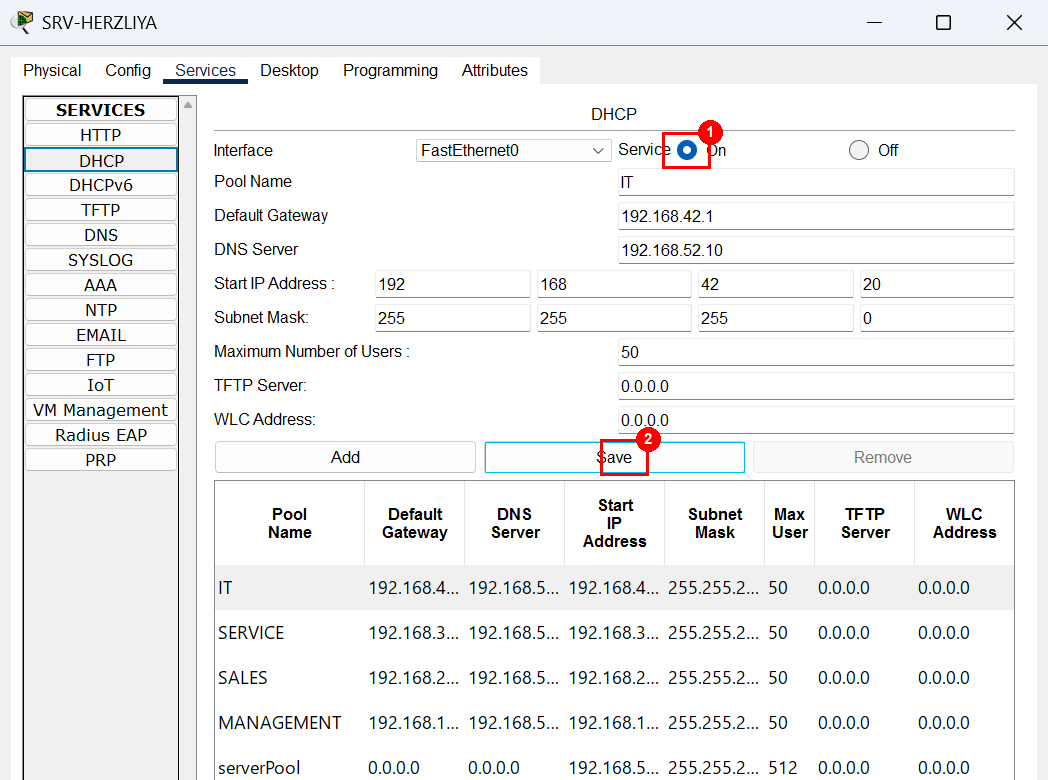 SRV-HERZLIYA
Physical Config Services Desktop Programming Attributes
SERVICES
HTTP
DHCP
DHCPv6
TFTP
DNS
SYSLOG
AAA
NTP
EMAIL
FTP
IoT
VM Management
Radius EAP
PRP
DHCP
Interface FastEthernet0 Service On Off
1
Pool Name IT
Default Gateway 192.168.42.1
DNS Server 192.168.52.10
Start IP Address : 192 168 42 20
Subnet Mask: 255 255 255 0
Maximum Number of Users : 50
TFTP Server: 0.0.0.0
WLC Address: 0.0.0.0
2
Add Save Remove
Pool Name Default Gateway DNS Server Start IP Address Subnet Mask Max User TFTP Server WLC Address
IT 192.168.4... 192.168.5... 192.168.4... 255.255.2... 50 0.0.0.0 0.0.0.0
SERVICE 192.168.3... 192.168.5... 192.168.3... 255.255.2... 50 0.0.0.0 0.0.0.0
SALES 192.168.2... 192.168.5... 192.168.2... 255.255.2... 50 0.0.0.0 0.0.0.0
MANAGEMENT 192.168.1... 192.168.5... 192.168.1... 255.255.2... 50 0.0.0.0 0.0.0.0
serverPool 0.0.0.0 0.0.0.0 192.168.5... 255.255.2... 512 0.0.0.0 0.0.0.0